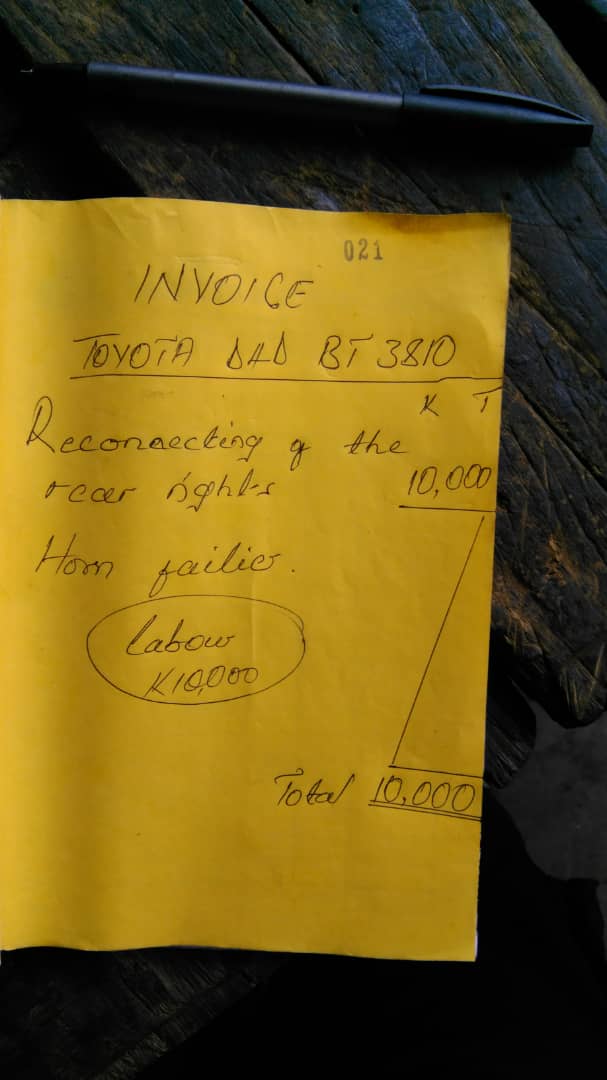 021
INVOICE
TOYOTA D4D BT 3810
K T
Reconnecting of the
rear lights 10,000
Horn failier.
Labour
K10,000
Total 10,000